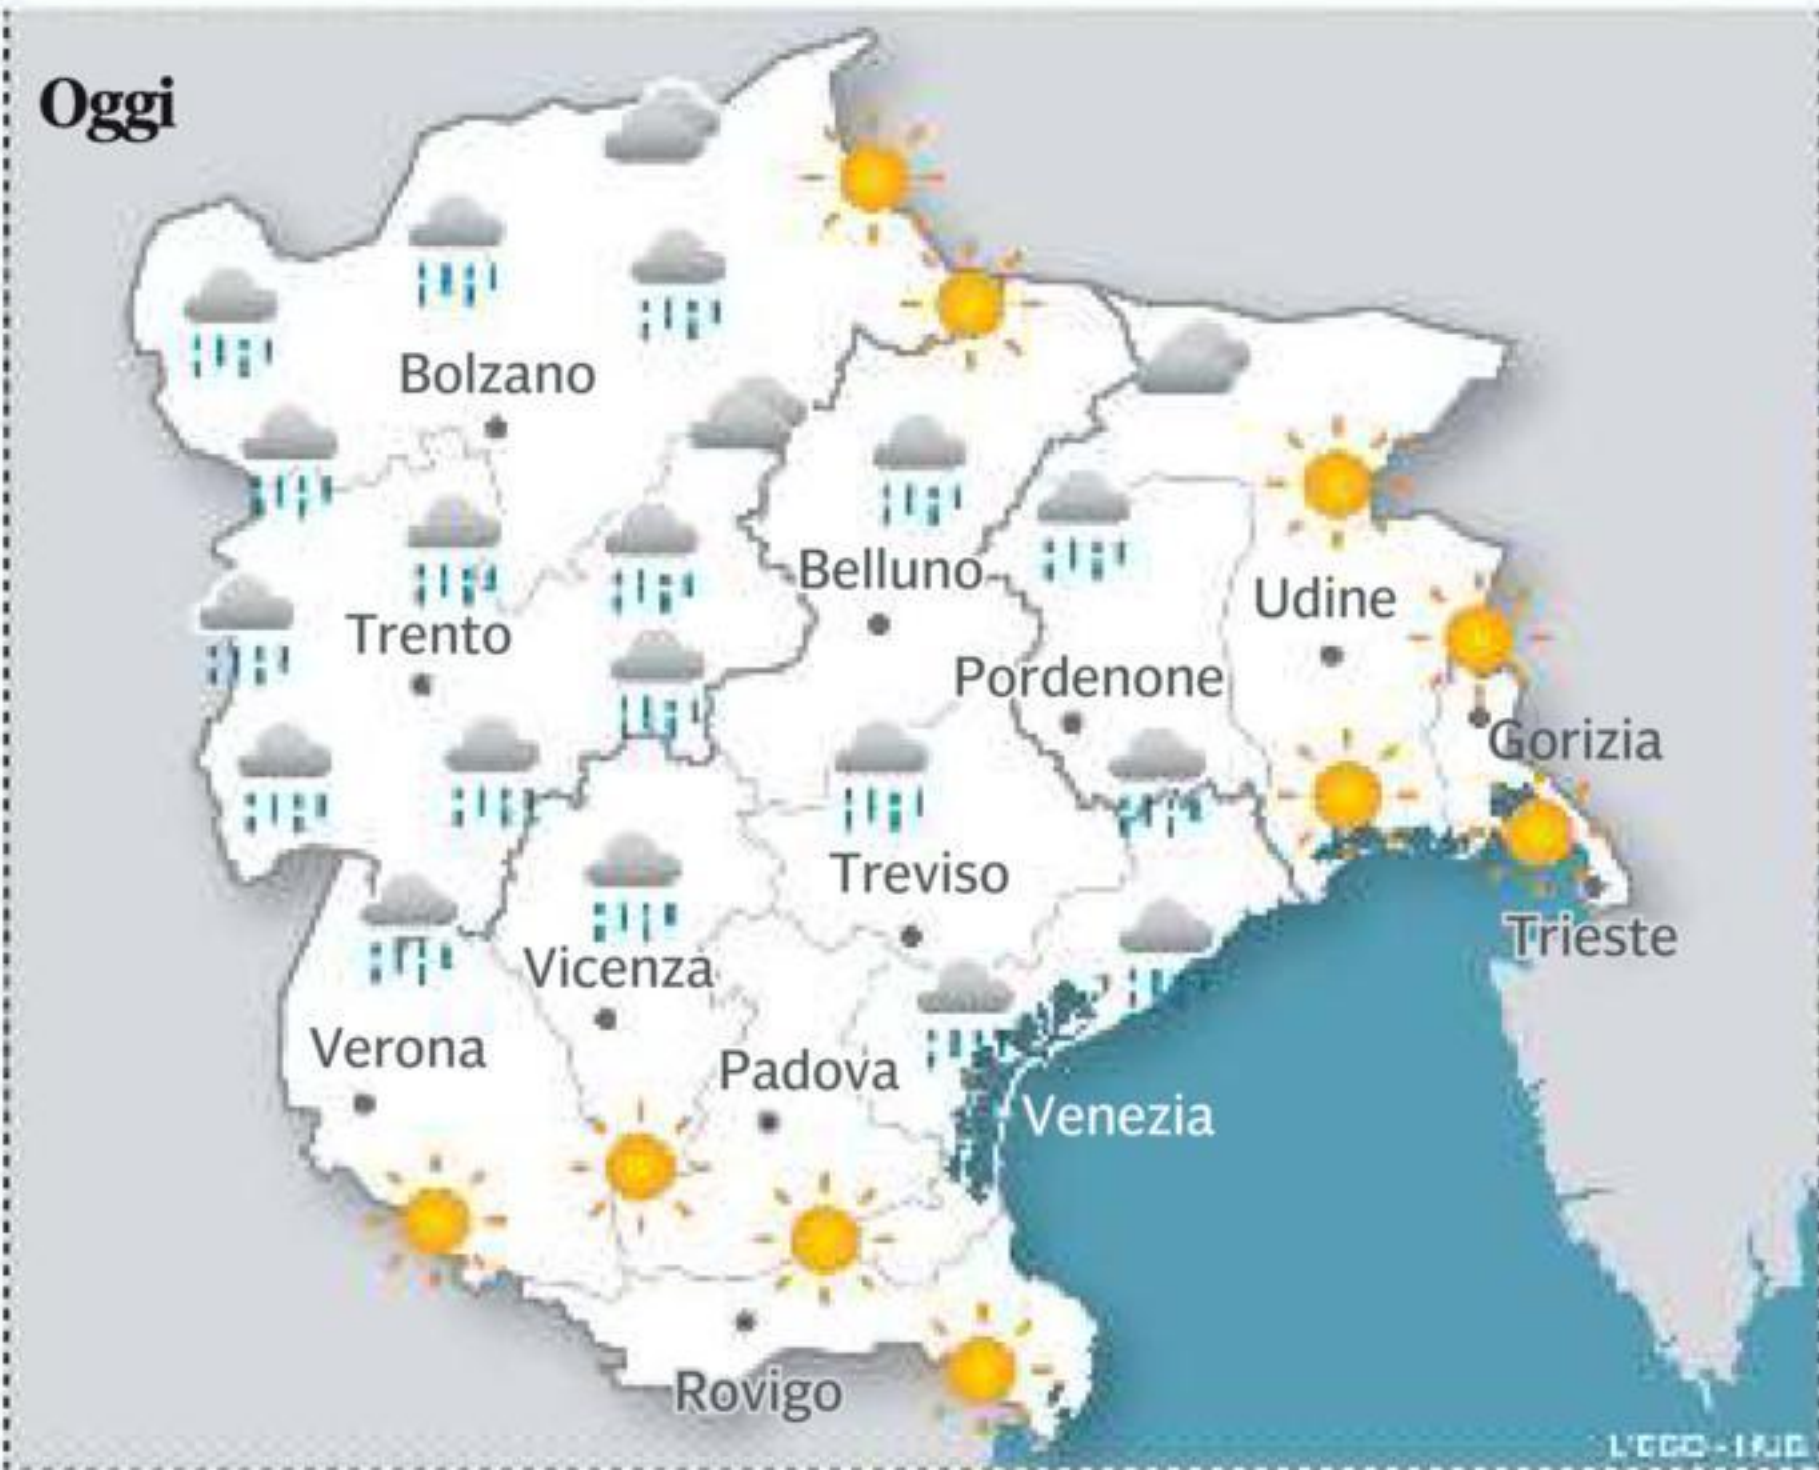 Oggi
Bolzano
Belluno
Udine
Trento
Pordenone
Gorizia
Treviso
Trieste
Vicenza
Verona
Padova
Venezia
Rovigo